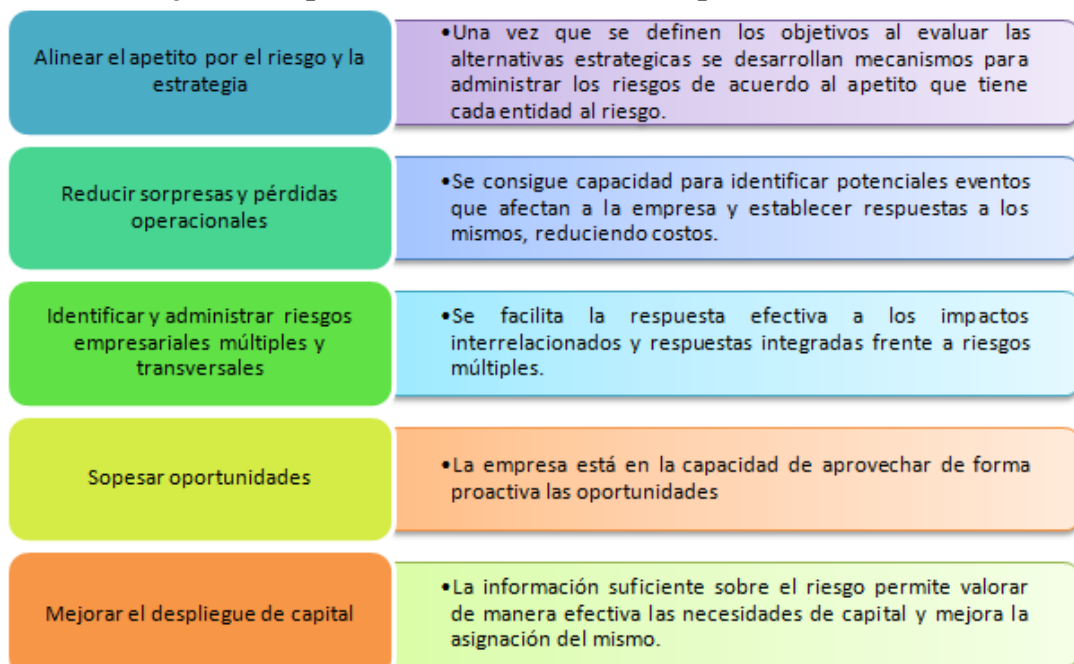 Alinear el apetito por el riesgo y la
estrategia
•Una vez que se definen los objetivos al evaluar las
alternativas estrategicas se desarrollan mecanismos para
administrar los riesgos de acuerdo al apetito que tiene
cada entidad al riesgo.
Reducir sorpresas y pérdidas
operacionales
•Se consigue capacidad para identificar potenciales eventos
que afectan a la empresa y establecer respuestas a los
mismos, reduciendo costos.
Identificar y administrar riesgos
empresariales múltiples y
transversales
•Se facilita la respuesta efectiva a los impactos
interrelacionados y respuestas integradas frente a riesgos
múltiples.
Sopesar oportunidades
•La empresa está en la capacidad de aprovechar de forma
proactiva las oportunidades
Mejorar el despliegue de capital
•La información suficiente sobre el riesgo permite valorar
de manera efectiva las necesidades de capital y mejora la
asignación del mismo.